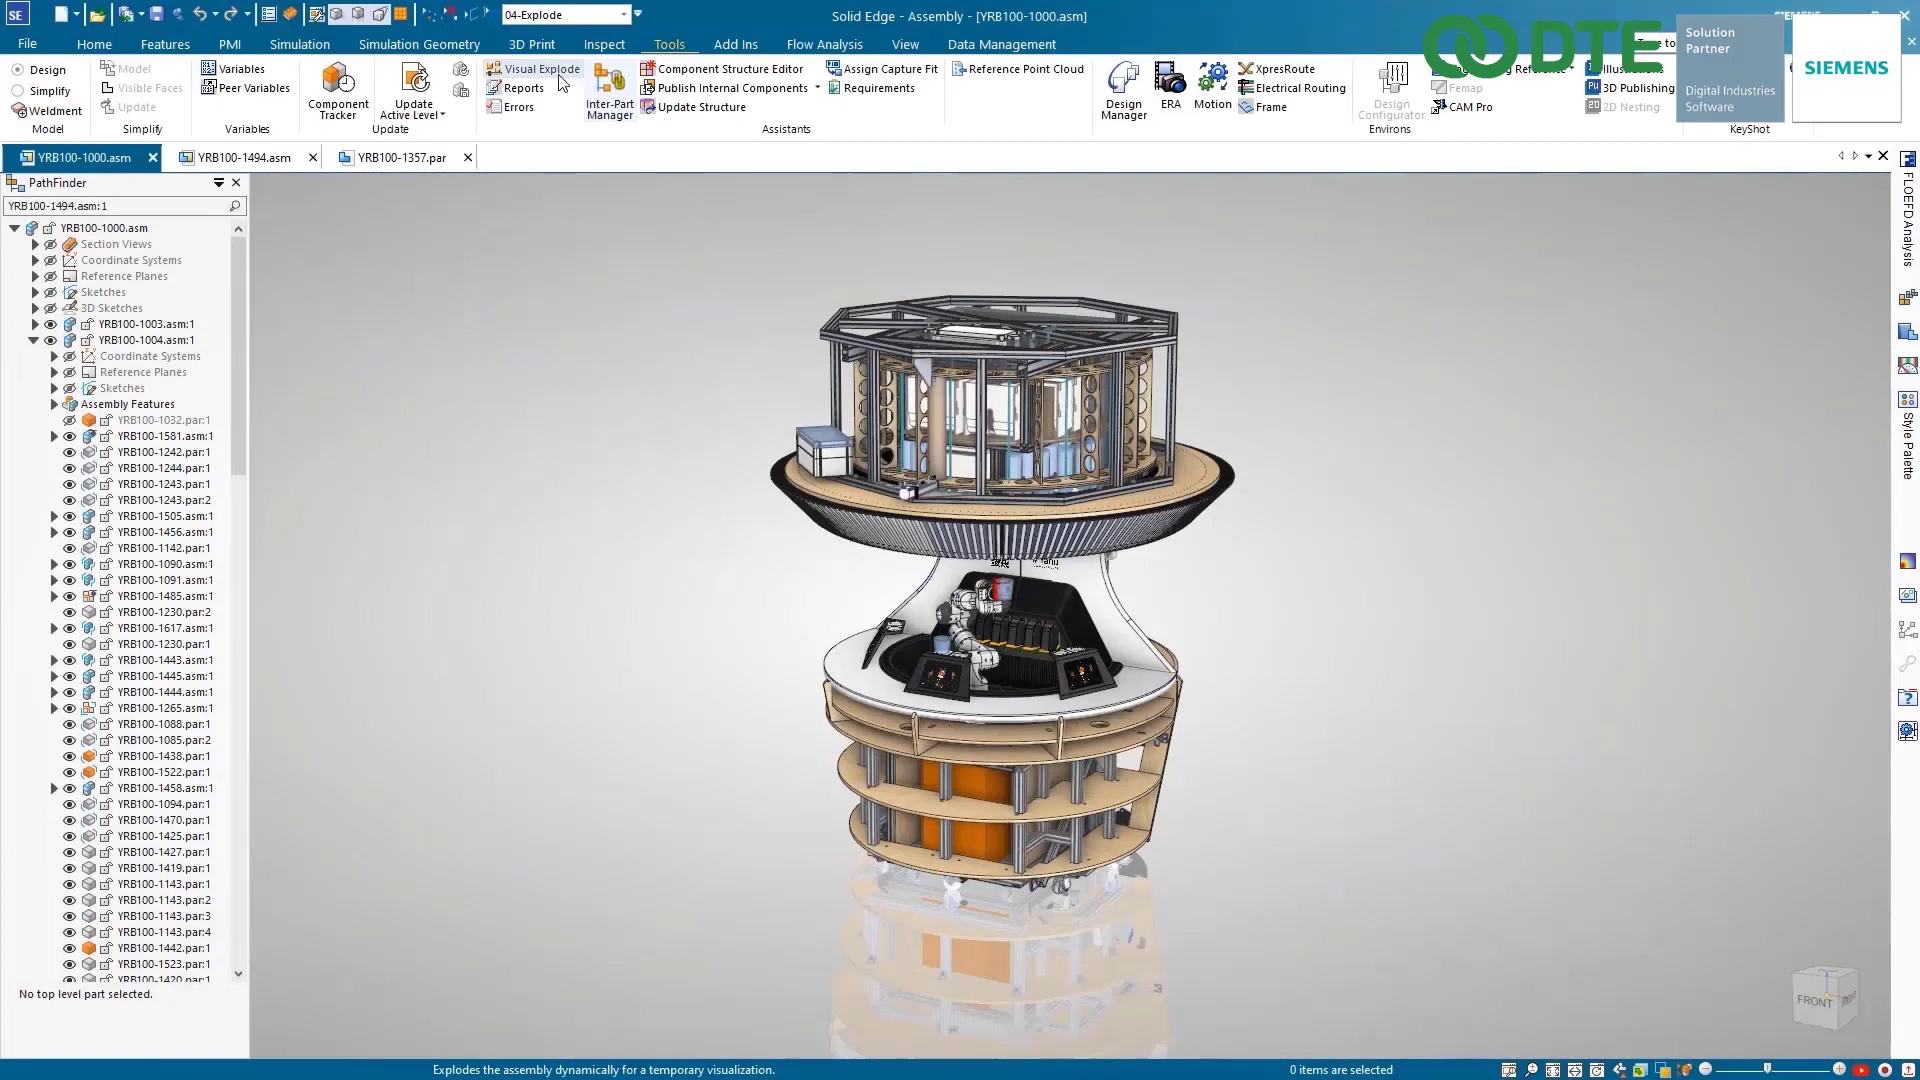 SE
04-Explode
Solid Edge - Assembly - [YRB100-1000.asm]
File
Home
Features
PMI
Simulation
Simulation Geometry
3D Print
Inspect
Tools
Add Ins
Flow Analysis
View
Data Management
DTE
Solution
Partner
Digital Industries
Software
SIEMENS
Design
Simplify
Weldment
Model
Model
Visible Faces
Update
Simplify
Variables
Peer Variables
Variables
Component
Tracker
Update
Active Level
Update
Visual Explode
Reports
Errors
Inter-Part
Manager
Component Structure Editor
Publish Internal Components
Update Structure
Assign Capture Fit
Requirements
Assistants
Reference Point Cloud
Design
Manager
ERA
Motion
XpresRoute
Electrical Routing
Frame
Design
Configurator
Femap
CAM Pro
Environs
3D Publishing
2D Nesting
KeyShot
YRB100-1000.asm
YRB100-1494.asm
YRB100-1357.par
PathFinder
YRB100-1494.asm:1
YRB100-1000.asm
Section Views
Coordinate Systems
Reference Planes
Sketches
3D Sketches
YRB100-1003.asm:1
YRB100-1004.asm:1
Coordinate Systems
Reference Planes
Sketches
Assembly Features
YRB100-1032.par:1
YRB100-1581.asm:1
YRB100-1242.par:1
YRB100-1244.par:1
YRB100-1243.par:1
YRB100-1243.par:2
YRB100-1505.asm:1
YRB100-1456.asm:1
YRB100-1142.par:1
YRB100-1090.asm:1
YRB100-1091.asm:1
YRB100-1485.asm:1
YRB100-1230.par:2
YRB100-1617.asm:1
YRB100-1230.par:1
YRB100-1443.asm:1
YRB100-1445.asm:1
YRB100-1444.asm:1
YRB100-1265.asm:1
YRB100-1088.par:1
YRB100-1085.par:2
YRB100-1438.par:1
YRB100-1522.par:1
YRB100-1458.asm:1
YRB100-1094.par:1
YRB100-1470.par:1
YRB100-1425.par:1
YRB100-1427.par:1
YRB100-1419.par:1
YRB100-1143.par:1
YRB100-1143.par:2
YRB100-1143.par:3
YRB100-1143.par:4
YRB100-1442.par:1
YRB100-1523.par:1
YRB100-1420.par:1
No top level part selected.
FLOEFD Analysis
Style Palette
FRONT
RIGHT
Explodes the assembly dynamically for a temporary visualization.
0 items are selected